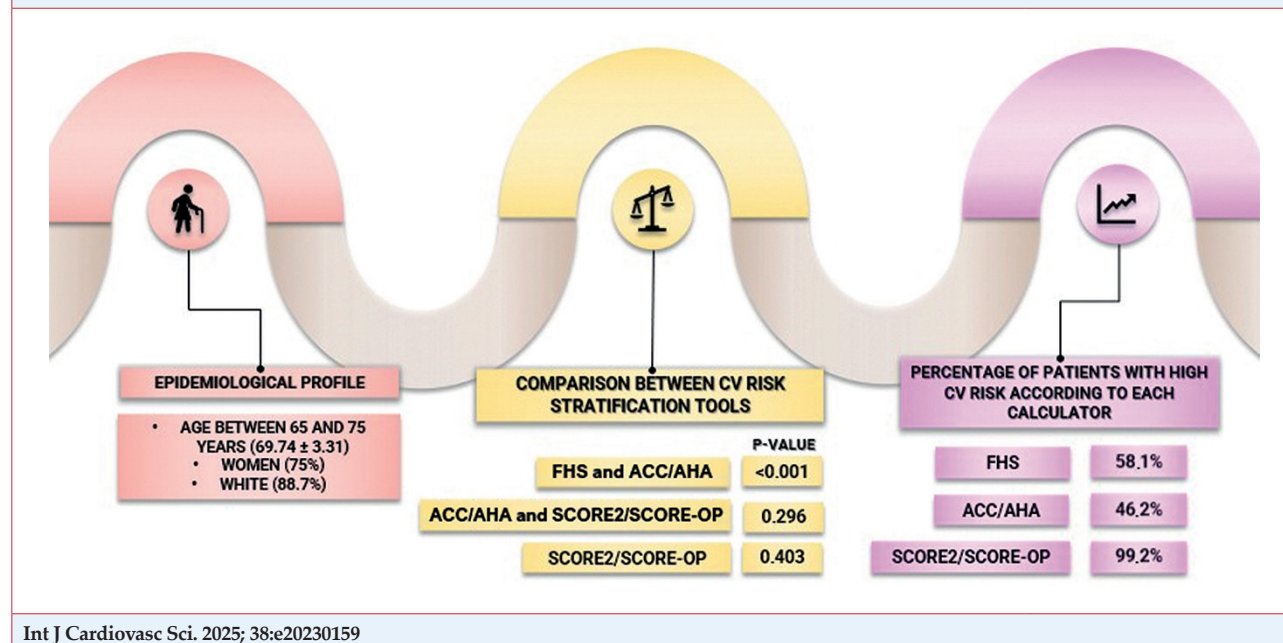 EPIDEMIOLOGICAL PROFILE
• AGE BETWEEN 65 AND 75
YEARS (69.74 ± 3.31)
• WOMEN (75%)
• WHITE (88.7%)
COMPARISON BETWEEN CV RISK
STRATIFICATION TOOLS
P-VALUE
FHS and ACC/AHA <0.001
ACC/AHA and SCORE2/SCORE-OP 0.296
SCORE2/SCORE-OP 0.403
PERCENTAGE OF PATIENTS WITH HIGH
CV RISK ACCORDING TO EACH
CALCULATOR
FHS 58.1%
ACC/AHA 46.2%
SCORE2/SCORE-OP 99.2%
Int J Cardiovasc Sci. 2025; 38:e20230159